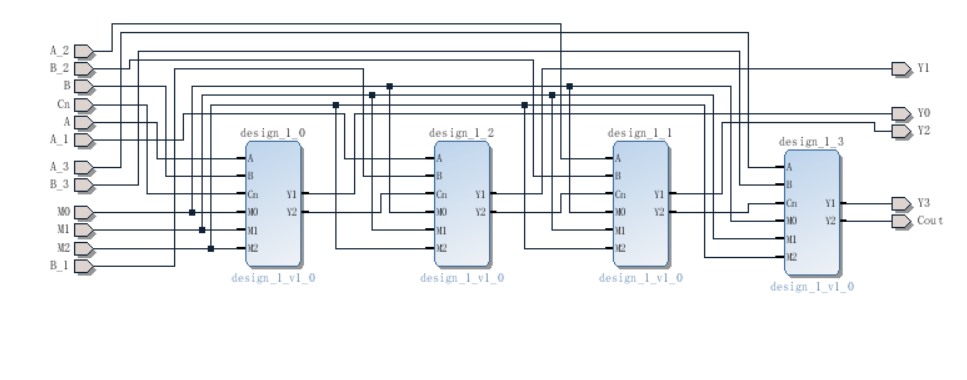 A_2
B_2
B
Cn
A
A_1
A_3
B_3
M0
M1
M2
B_1
design_1_0
A
B
Cn
M0
M1
M2
Y1
Y2
design_1_v1_0
design_1_2
A
B
Cn
M0
M1
M2
Y1
Y2
design_1_v1_0
design_1_1
A
B
Cn
M0
M1
M2
Y1
Y2
design_1_v1_0
design_1_3
A
B
Cn
M0
M1
M2
Y1
Y2
design_1_v1_0
Y1
Y0
Y2
Y3
Cout